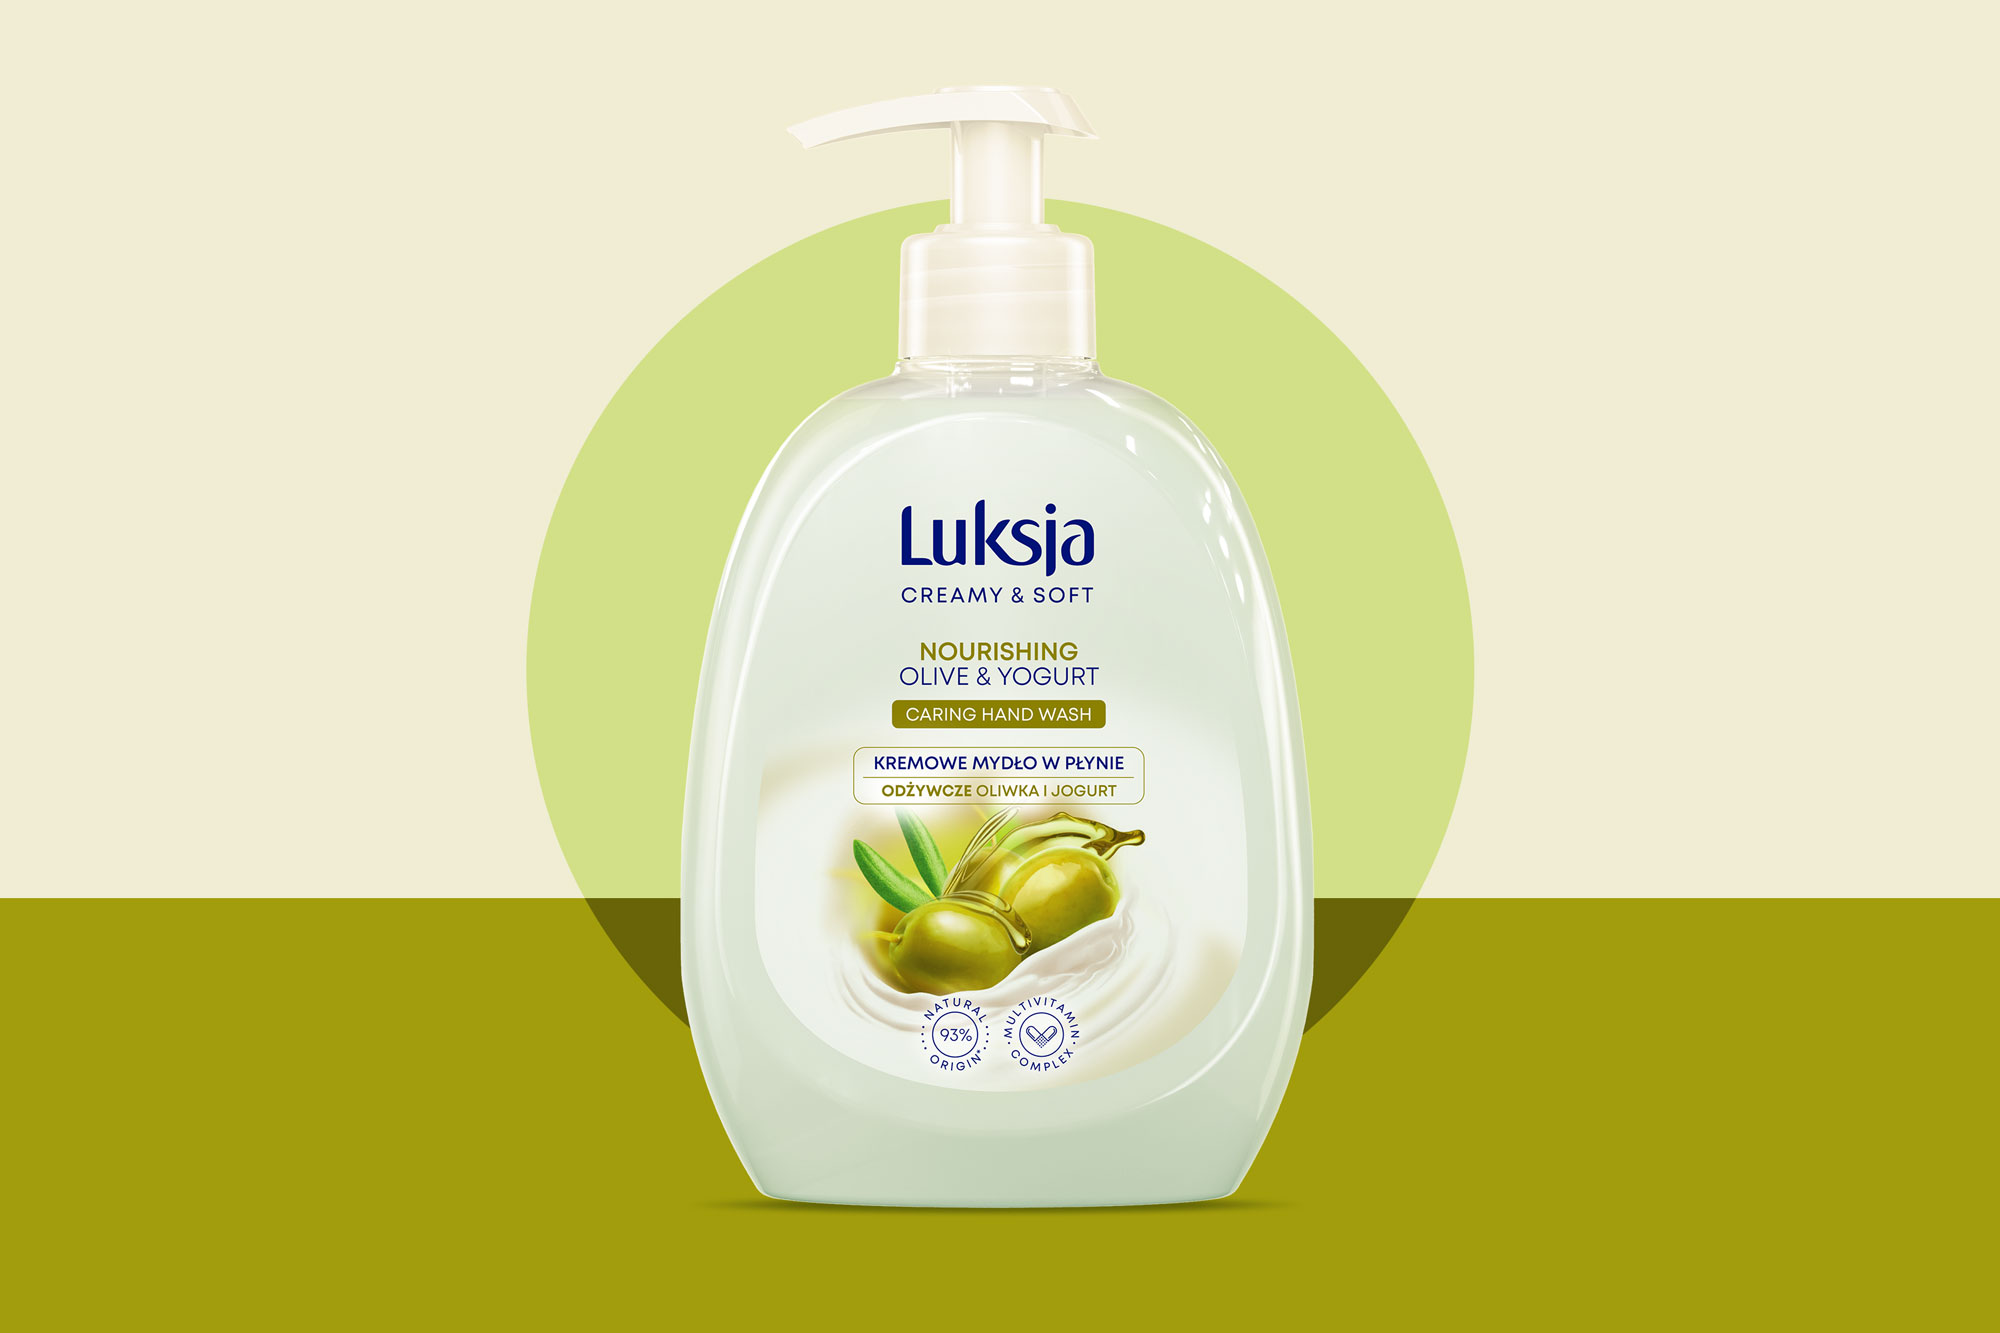 Luksja
CREAMY & SOFT
NOURISHING
OLIVE & YOGURT
CARING HAND WASH
KREMOWE MYDŁO W PŁYNIE
ODŻYWCZE OLIWKA I JOGURT
NATURAL
93%
ORIGIN*
MULTIVITAMIN
COMPLEX